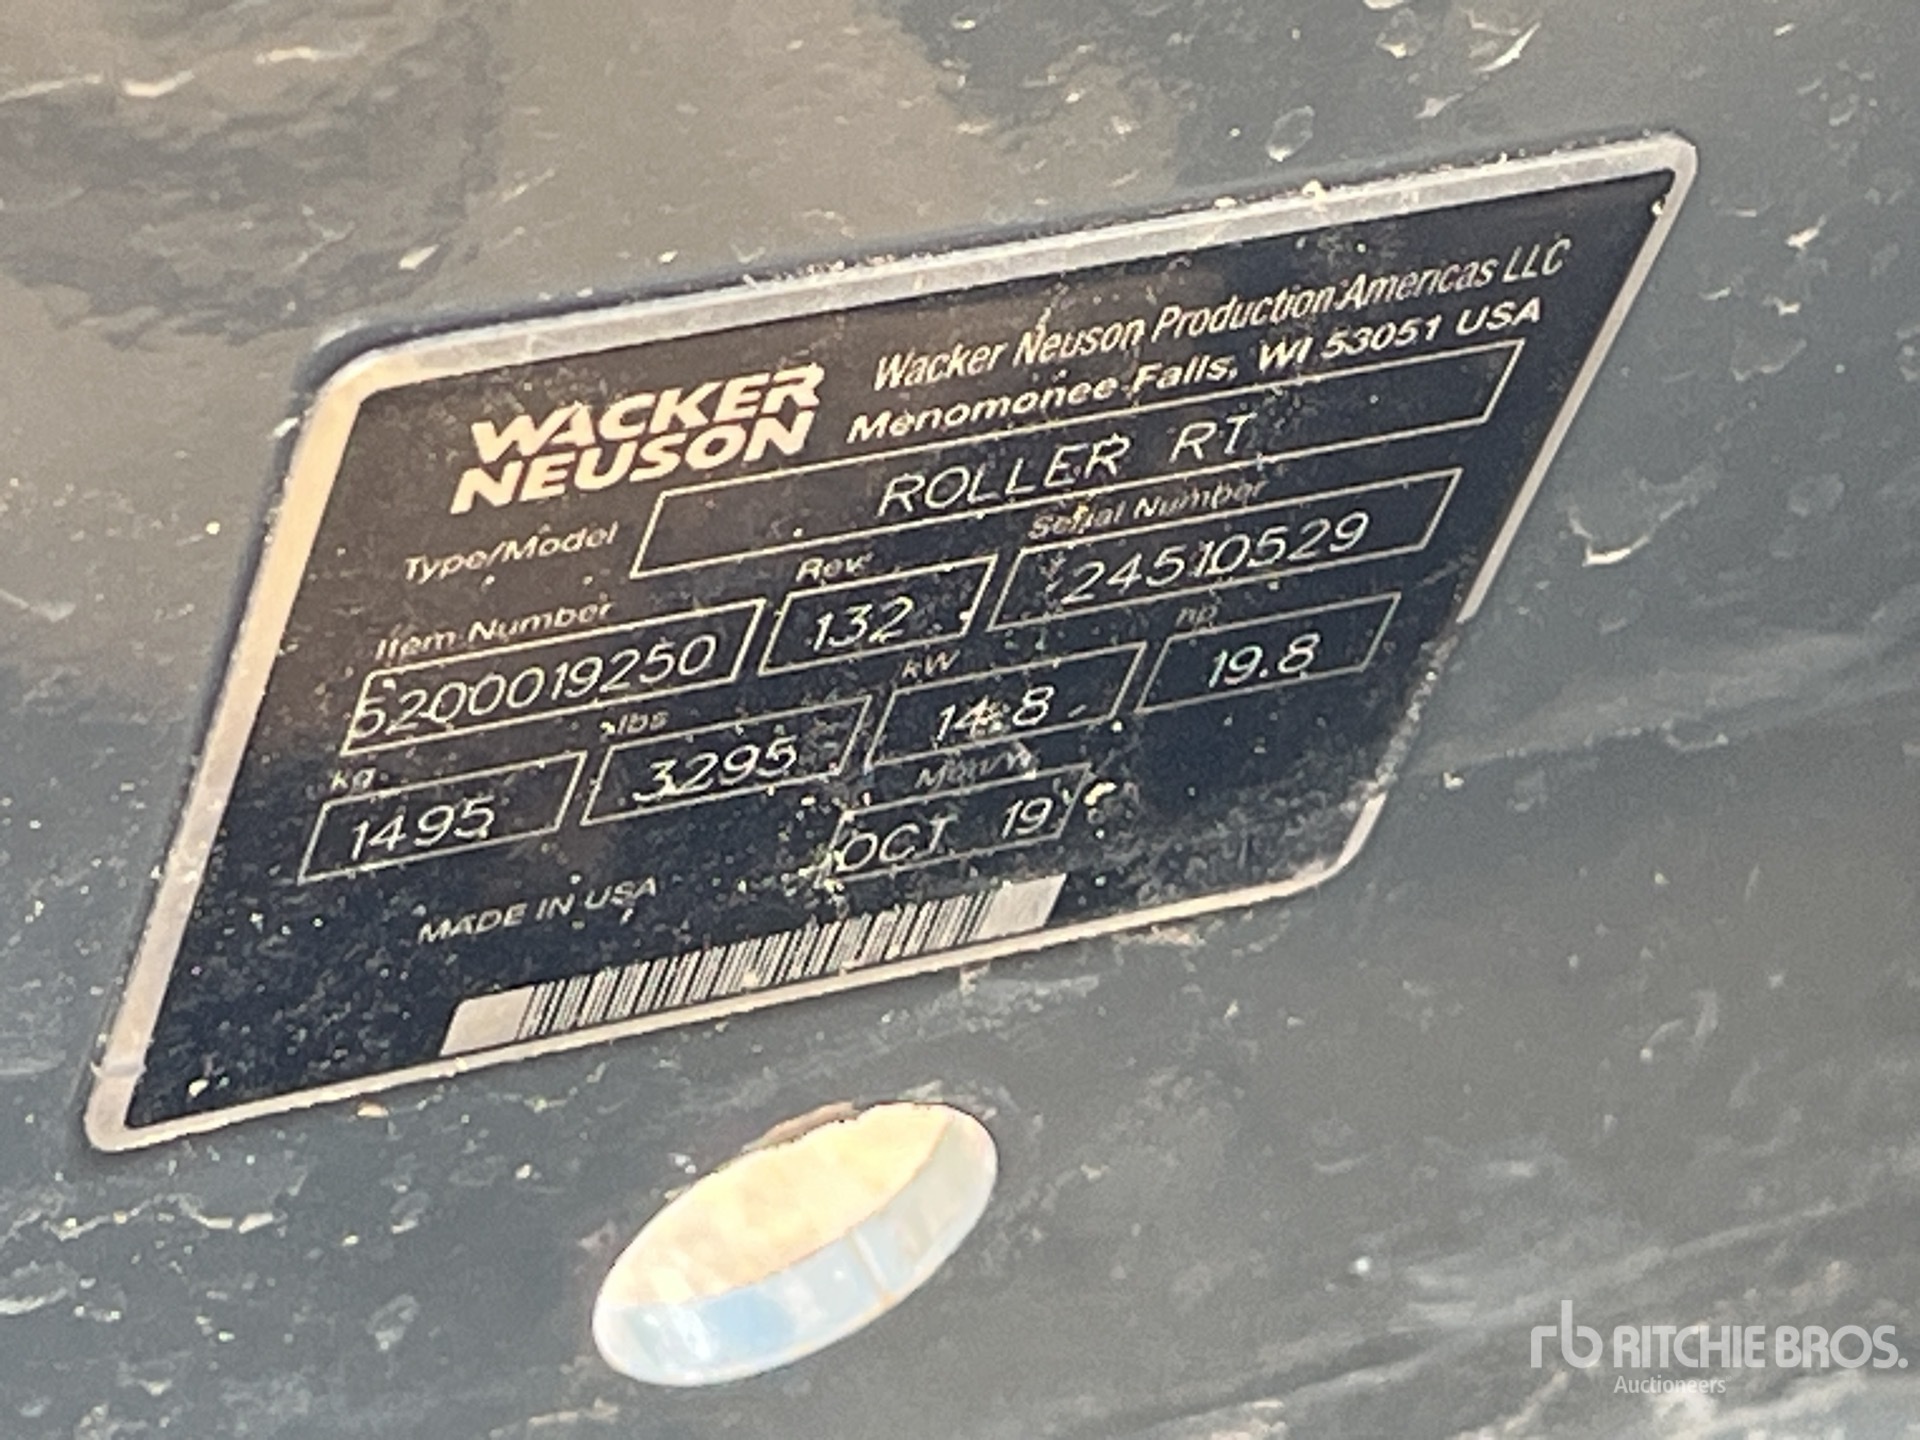 WACKER
NEUSON
Wacker Neuson Production Americas LLC
Menomonee Falls, WI 53051 USA
Type/Model ROLLER RT
Item Number Rev Serial Number
5200019250 132 24510529
kg lbs kW hp
1495 3295 14.8 19.8
OCT 19
MADE IN USA
rb RITCHIE BROS.
Auctioneers